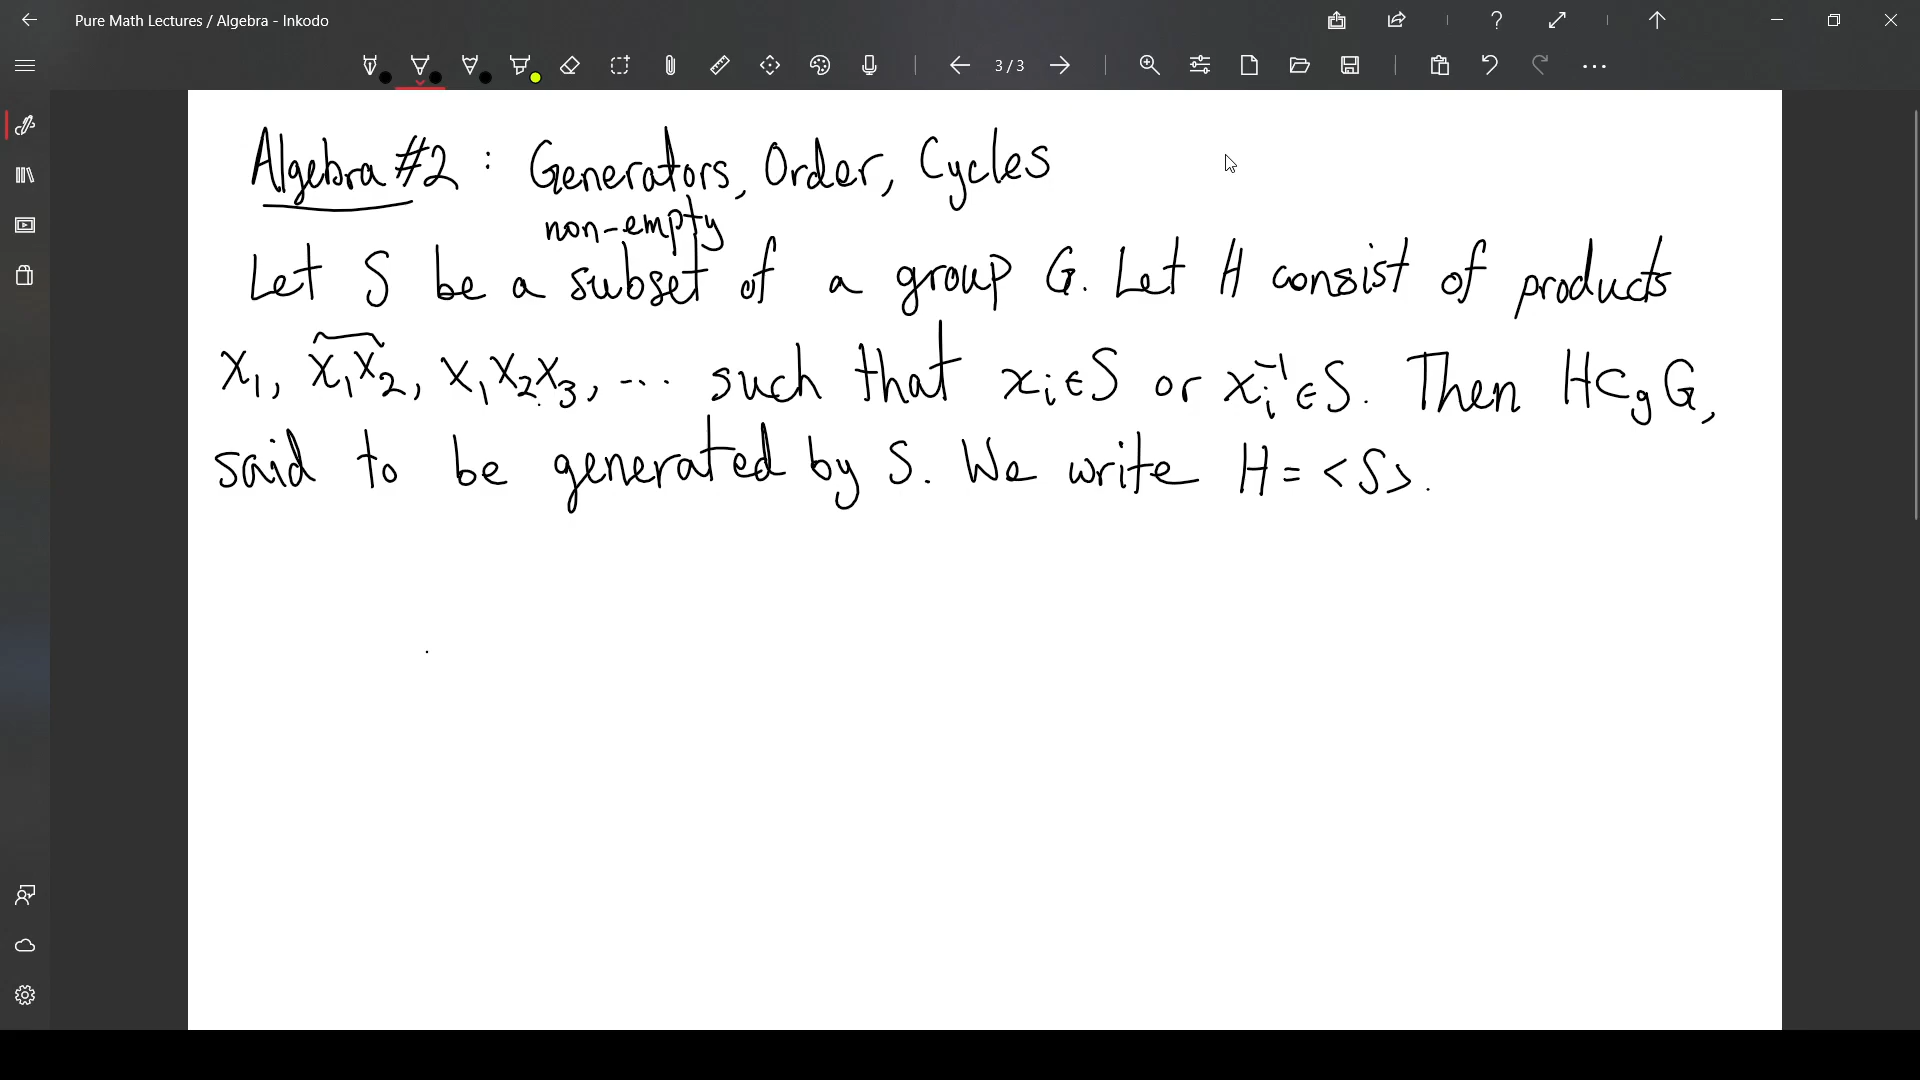 Pure Math Lectures / Algebra - Inkodo
3 / 3
Algebra #2 : Generators, Order, Cycles
non-empty
Let S be a subset of a group G. Let H consist of products
x₁, x₁x₂, x₁x₂x₃, ... such that xᵢ∈S or xᵢ⁻¹∈S. Then H⊂gG,
said to be generated by S. We write H = <S>.